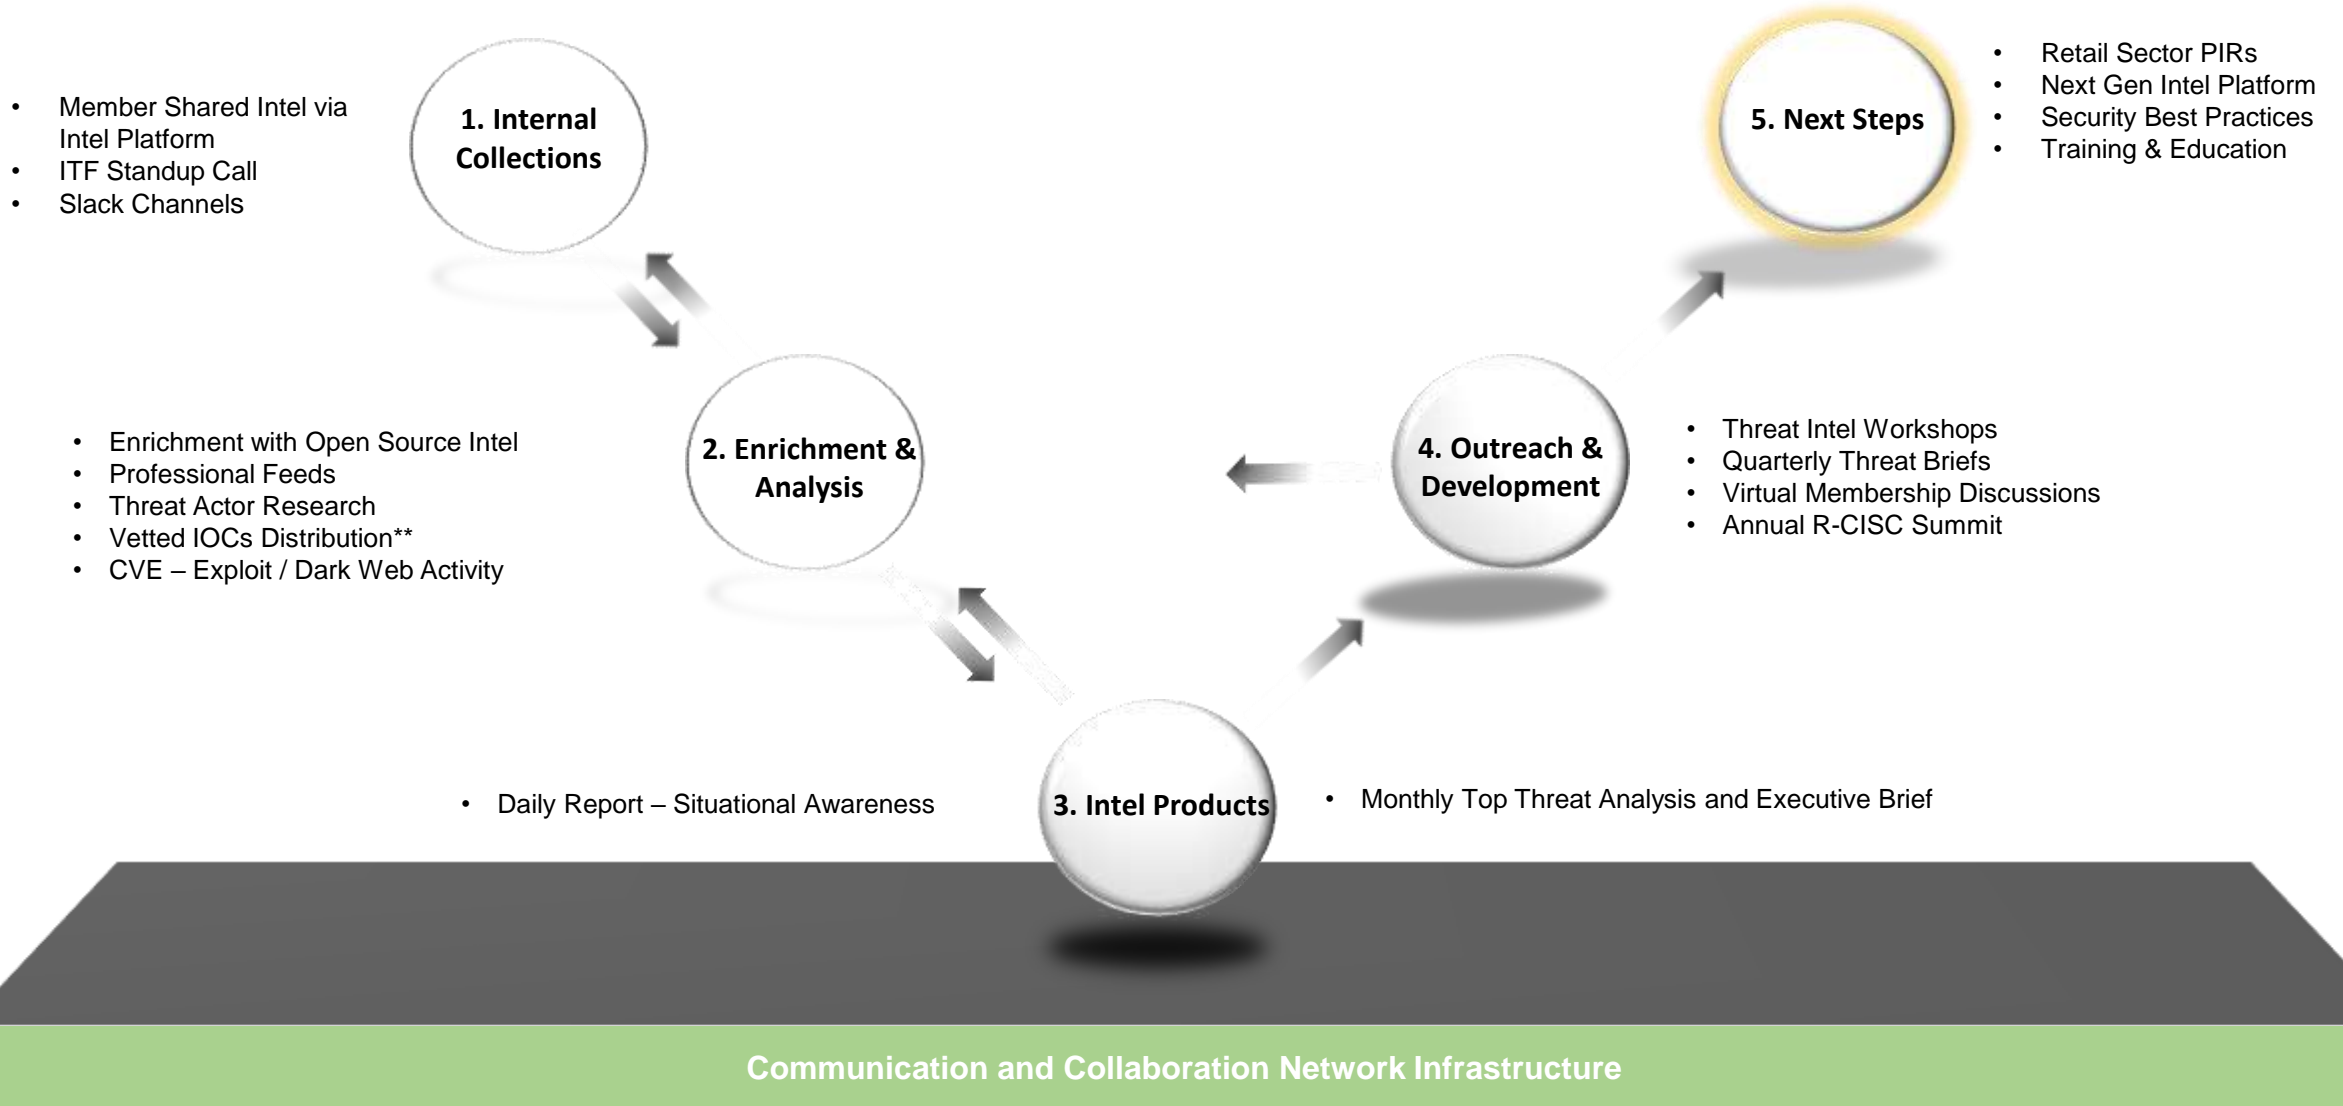 1. Internal
Collections
• Member Shared Intel via
Intel Platform
• ITF Standup Call
• Slack Channels
2. Enrichment &
Analysis
• Enrichment with Open Source Intel
• Professional Feeds
• Threat Actor Research
• Vetted IOCs Distribution**
• CVE – Exploit / Dark Web Activity
3. Intel Products
• Daily Report – Situational Awareness
• Monthly Top Threat Analysis and Executive Brief
4. Outreach &
Development
• Threat Intel Workshops
• Quarterly Threat Briefs
• Virtual Membership Discussions
• Annual R-CISC Summit
5. Next Steps
• Retail Sector PIRs
• Next Gen Intel Platform
• Security Best Practices
• Training & Education
Communication and Collaboration Network Infrastructure